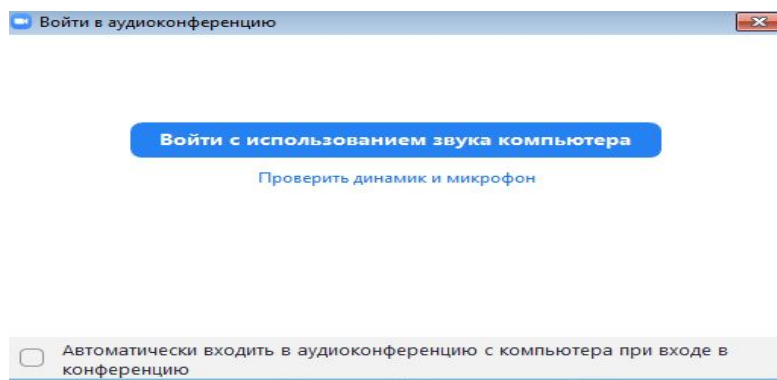 Войти в аудиоконференцию
Войти с использованием звука компьютера
Проверить динамик и микрофон
Автоматически входить в аудиоконференцию с компьютера при входе в
конференцию